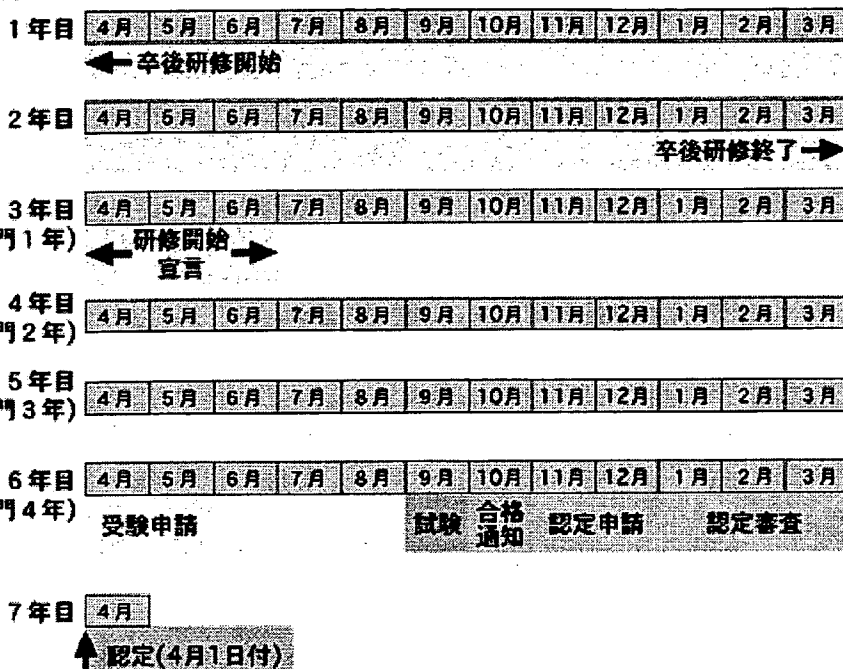 1年目 4月 5月 6月 7月 8月 9月 10月 11月 12月 1月 2月 3月
卒後研修開始
2年目 4月 5月 6月 7月 8月 9月 10月 11月 12月 1月 2月 3月
卒後研修終了
3年目 4月 5月 6月 7月 8月 9月 10月 11月 12月 1月 2月 3月
門1年)
研修開始
宣言
4年目 4月 5月 6月 7月 8月 9月 10月 11月 12月 1月 2月 3月
門2年)
5年目 4月 5月 6月 7月 8月 9月 10月 11月 12月 1月 2月 3月
門3年)
6年目 4月 5月 6月 7月 8月 9月 10月 11月 12月 1月 2月 3月
門4年)
受験申請 試験 合格 認定申請 認定審査
通知
7年目 4月
認定(4月1日付)